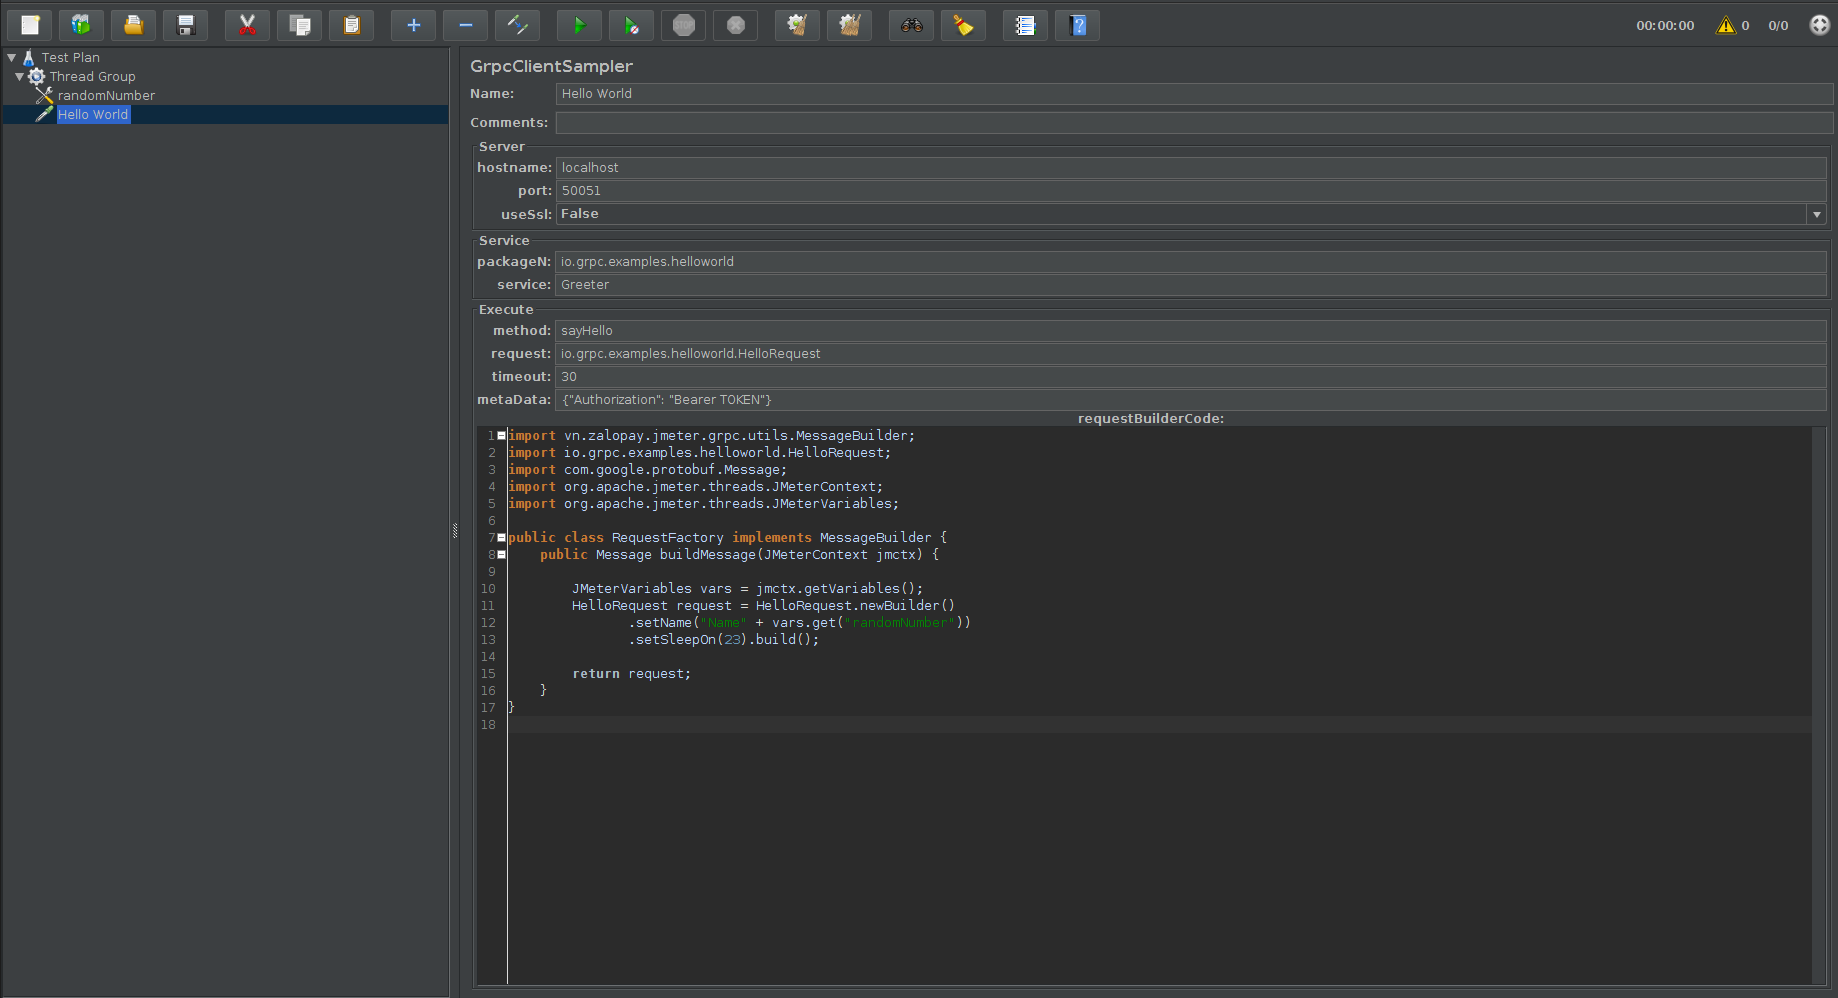 STOP
00:00:00
0
0/0
Test Plan
Thread Group
randomNumber
Hello World
GrpcClientSampler
Name: Hello World
Comments:
Server
hostname: localhost
port: 50051
useSsl: False
Service
packageN: io.grpc.examples.helloworld
service: Greeter
Execute
method: sayHello
request: io.grpc.examples.helloworld.HelloRequest
timeout: 30
metaData: {"Authorization": "Bearer TOKEN"}
requestBuilderCode:
1 import vn.zalopay.jmeter.grpc.utils.MessageBuilder;
2 import io.grpc.examples.helloworld.HelloRequest;
3 import com.google.protobuf.Message;
4 import org.apache.jmeter.threads.JMeterContext;
5 import org.apache.jmeter.threads.JMeterVariables;
6
7 public class RequestFactory implements MessageBuilder {
8     public Message buildMessage(JMeterContext jmctx) {
9
10         JMeterVariables vars = jmctx.getVariables();
11         HelloRequest request = HelloRequest.newBuilder()
12                .setName("Name" + vars.get("randomNumber"))
13                .setSleepOn(23).build();
14
15         return request;
16     }
17 }
18